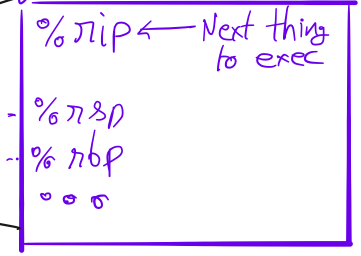 %rip ← Next thing
to exec
- %rsp
-- %rbp
ooo